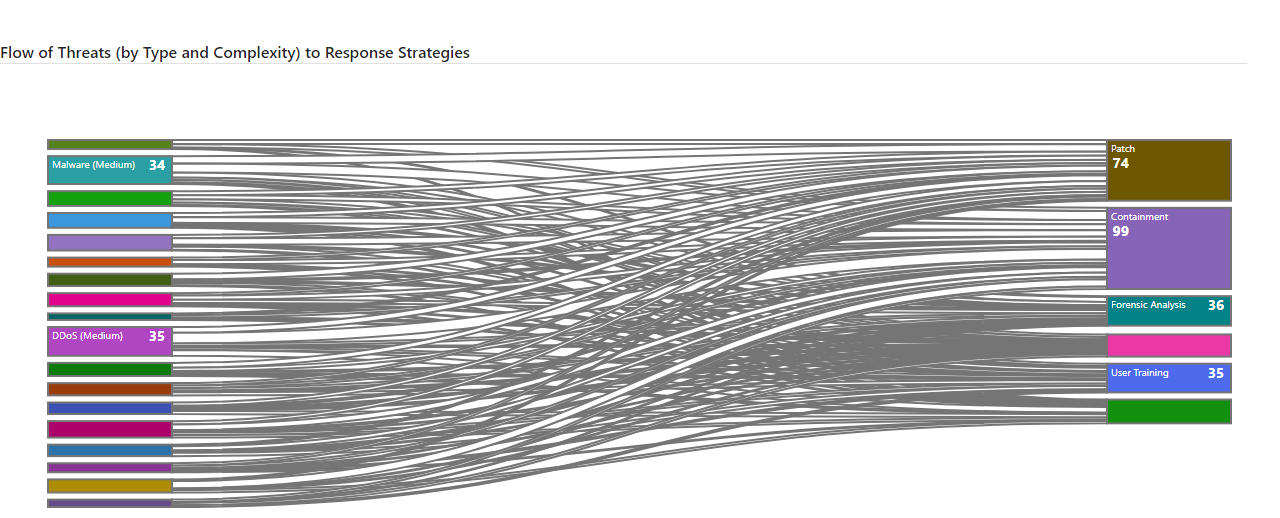 Flow of Threats (by Type and Complexity) to Response Strategies
Malware (Medium) 34
DDoS (Medium) 35
Patch
74
Containment
99
Forensic Analysis 36
User Training 35